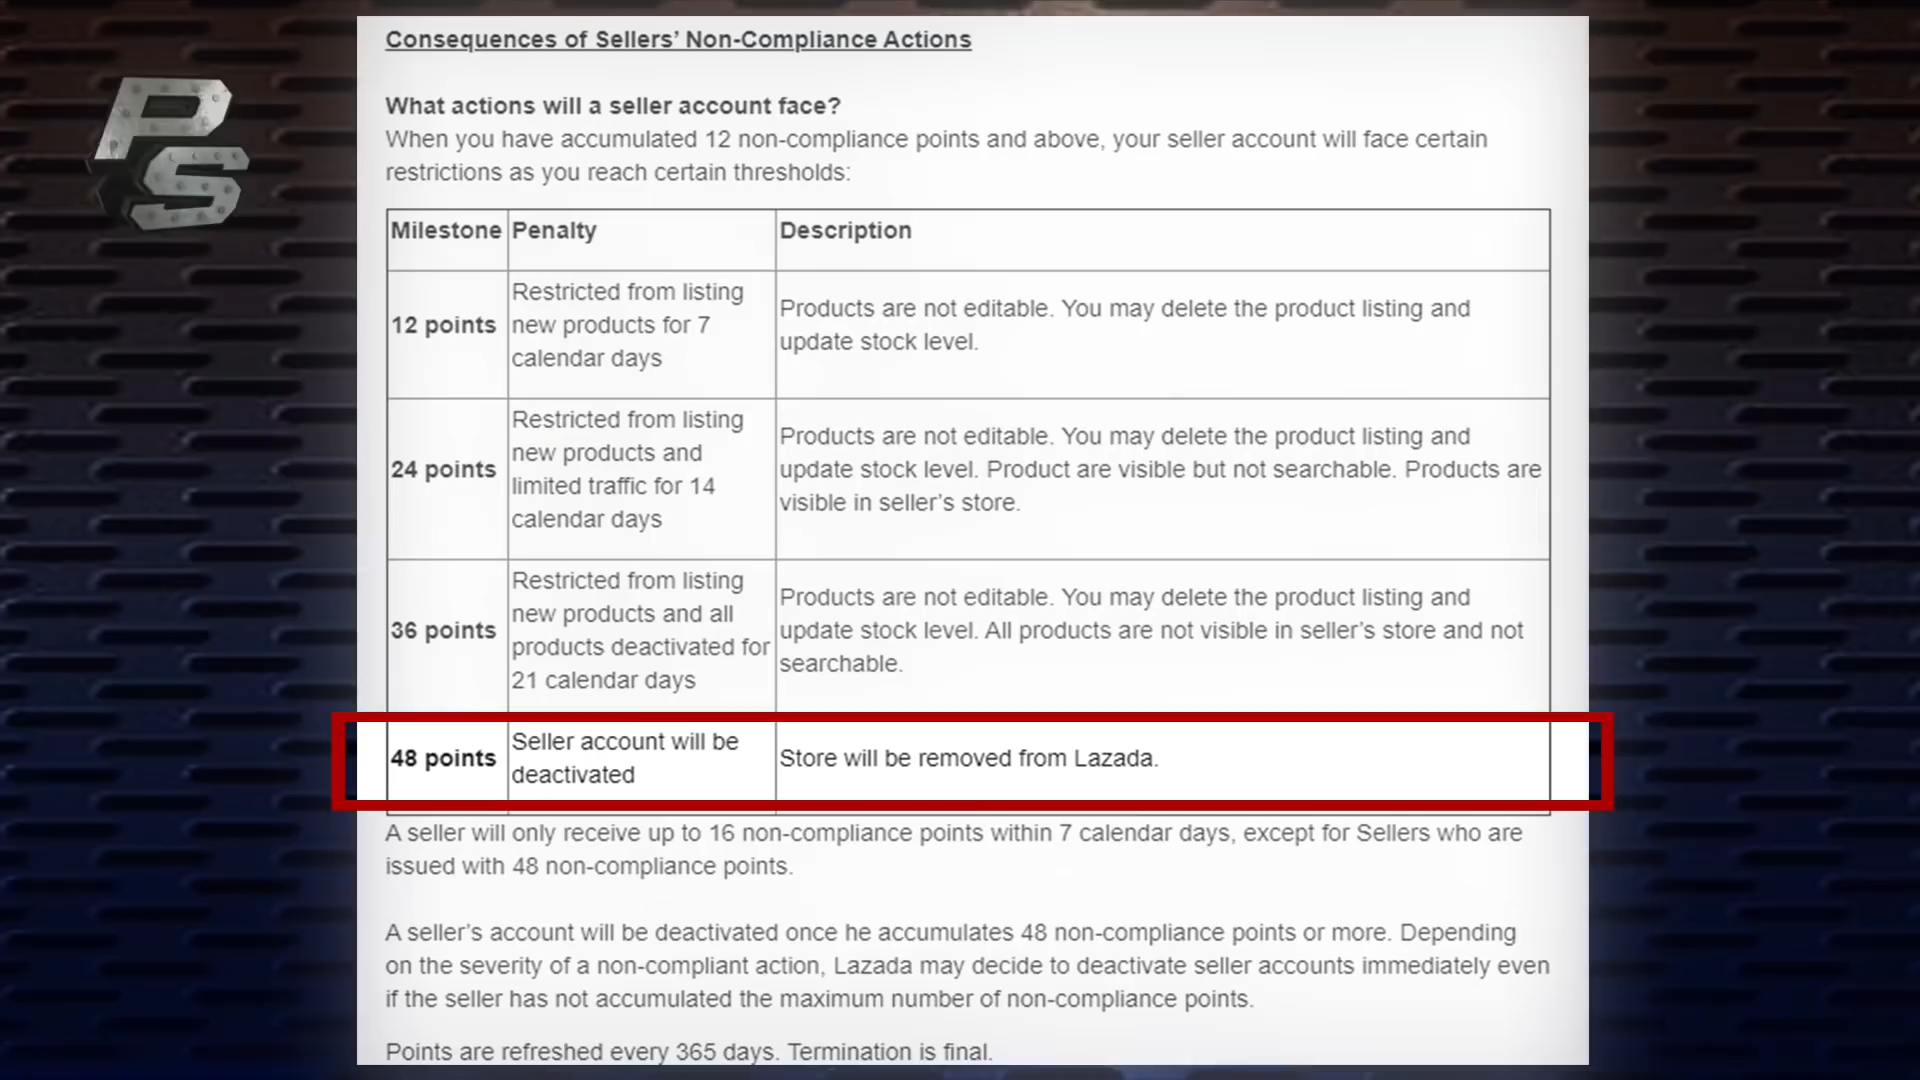 Consequences of Sellers’ Non-Compliance Actions
PS
What actions will a seller account face?
When you have accumulated 12 non-compliance points and above, your seller account will face certain
restrictions as you reach certain thresholds:
Milestone Penalty Description
12 points
Restricted from listing
new products for 7
calendar days
Products are not editable. You may delete the product listing and
update stock level.
24 points
Restricted from listing
new products and
limited traffic for 14
calendar days
Products are not editable. You may delete the product listing and
update stock level. Product are visible but not searchable. Products are
visible in seller’s store.
36 points
Restricted from listing
new products and all
products deactivated for
21 calendar days
Products are not editable. You may delete the product listing and
update stock level. All products are not visible in seller’s store and not
searchable.
48 points
Seller account will be
deactivated
Store will be removed from Lazada.
A seller will only receive up to 16 non-compliance points within 7 calendar days, except for Sellers who are
issued with 48 non-compliance points.
A seller’s account will be deactivated once he accumulates 48 non-compliance points or more. Depending
on the severity of a non-compliant action, Lazada may decide to deactivate seller accounts immediately even
if the seller has not accumulated the maximum number of non-compliance points.
Points are refreshed every 365 days. Termination is final.